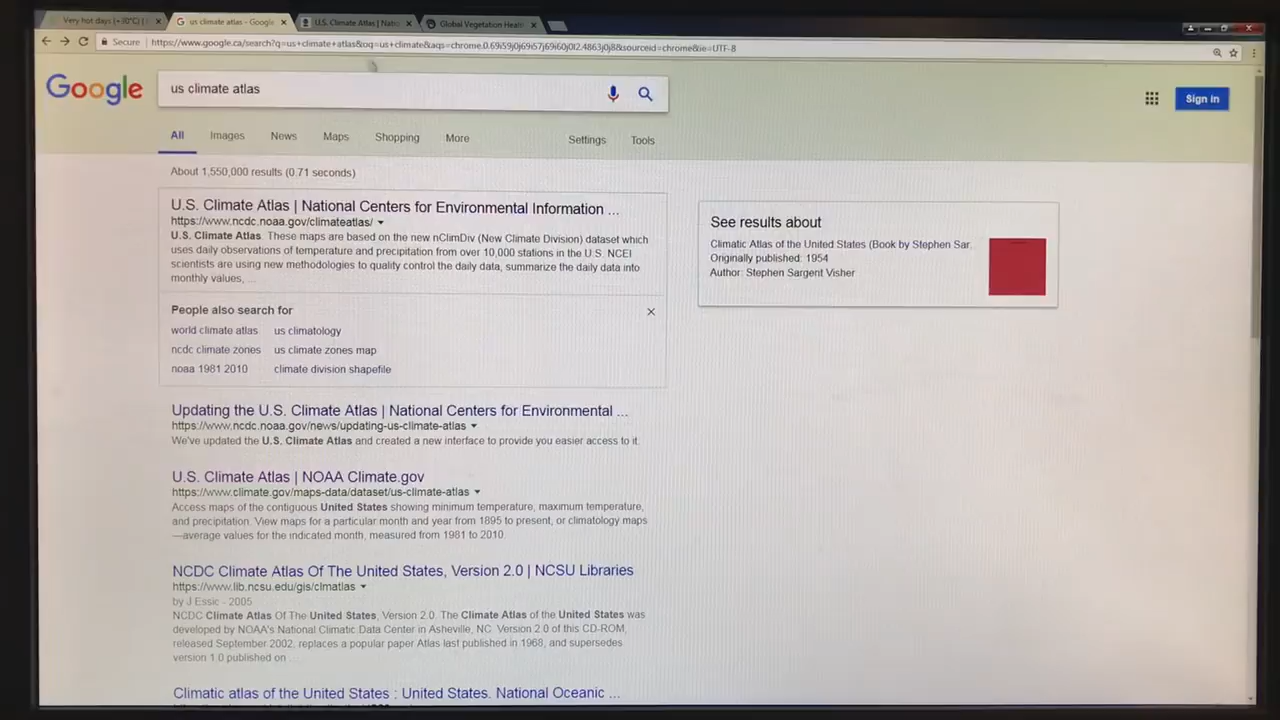 Very hot days (+30°C) |
us climate atlas - Google
U.S. Climate Atlas | Natio
Global Vegetation Healt
Secure | https://www.google.ca/search?q=us+climate+atlas&oq=us+climate&aqs=chrome.0.69i59j0j69i57j69i60j0l2.4863j0j8&sourceid=chrome&ie=UTF-8
Google
us climate atlas
Sign in
All Images News Maps Shopping More Settings Tools
About 1,550,000 results (0.71 seconds)
U.S. Climate Atlas | National Centers for Environmental Information ...
https://www.ncdc.noaa.gov/climateatlas/
U.S. Climate Atlas. These maps are based on the new nClimDiv (New Climate Division) dataset which
uses daily observations of temperature and precipitation from over 10,000 stations in the U.S. NCEI
scientists are using new methodologies to quality control the daily data, summarize the daily data into
monthly values, ...
People also search for
world climate atlas us climatology
ncdc climate zones us climate zones map
noaa 1981 2010 climate division shapefile
See results about
Climatic Atlas of the United States (Book by Stephen Sar...
Originally published: 1954
Author: Stephen Sargent Visher
Updating the U.S. Climate Atlas | National Centers for Environmental ...
https://www.ncdc.noaa.gov/news/updating-us-climate-atlas
We've updated the U.S. Climate Atlas and created a new interface to provide you easier access to it.
U.S. Climate Atlas | NOAA Climate.gov
https://www.climate.gov/maps-data/dataset/us-climate-atlas
Access maps of the contiguous United States showing minimum temperature, maximum temperature,
and precipitation. View maps for a particular month and year from 1895 to present, or climatology maps
—average values for the indicated month, measured from 1981 to 2010.
NCDC Climate Atlas Of The United States, Version 2.0 | NCSU Libraries
https://www.lib.ncsu.edu/gis/clmatlas
by J Essic - 2005
NCDC Climate Atlas Of The United States, Version 2.0. The Climate Atlas of the United States was
developed by NOAA's National Climatic Data Center in Asheville, NC. Version 2.0 of this CD-ROM,
released September 2002, replaces a popular paper Atlas last published in 1968, and supersedes
version 1.0 published on ...
Climatic atlas of the United States : United States. National Oceanic ...